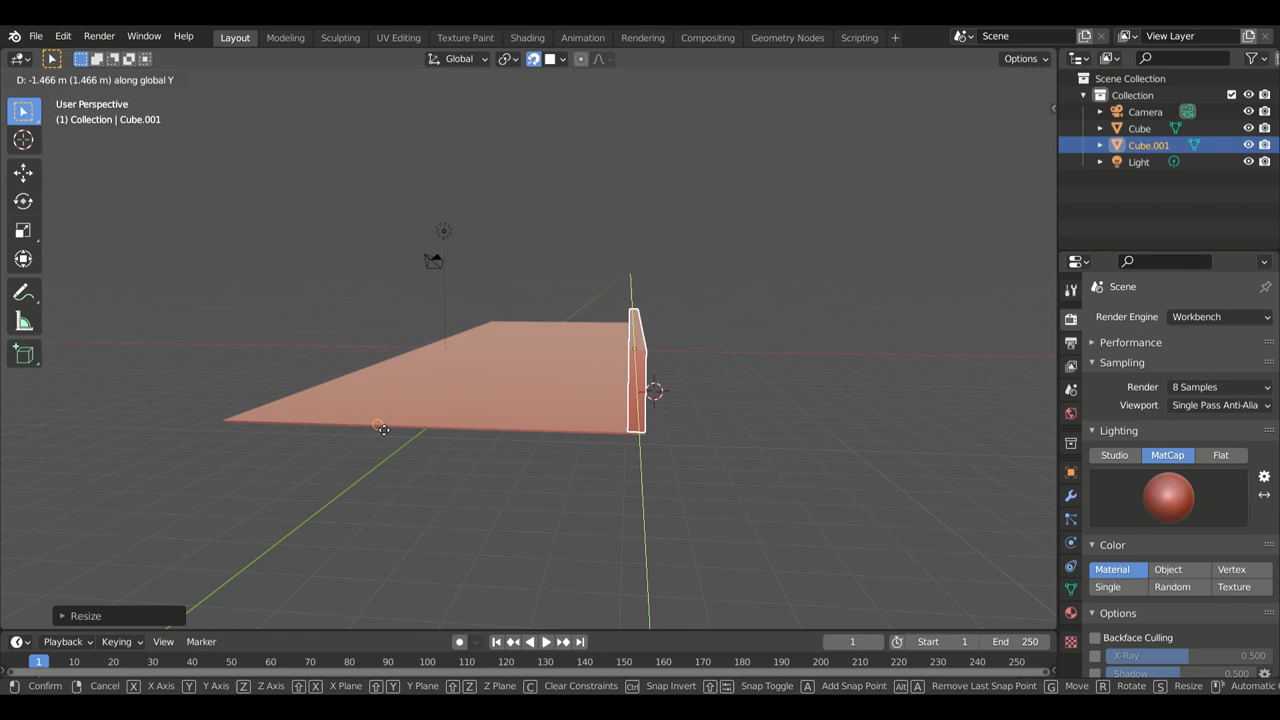 File Edit Render Window Help Layout Modeling Sculpting UV Editing Texture Paint Shading Animation Rendering Compositing Geometry Nodes Scripting + Scene View Layer
Global Options
D: -1.466 m (1.466 m) along global Y
User Perspective
(1) Collection | Cube.001
Scene Collection
Collection
Camera
Cube
Cube.001
Light
Scene
Render Engine Workbench
Performance
Sampling
Render 8 Samples
Viewport Single Pass Anti-Alia
Lighting
Studio MatCap Flat
Color
Material Object Vertex
Single Random Texture
Options
Backface Culling
X-Ray 0.500
Shadow 0.500
Resize
Playback Keying View Marker 1 Start 1 End 250
1 10 20 30 40 50 60 70 80 90 100 110 120 130 140 150 160 170 180 190 200 210 220 230 240 250
Confirm Cancel X X Axis Y Y Axis Z Z Axis X X Plane Y Y Plane Z Z Plane C Clear Constraints Ctrl Snap Invert Snap Toggle A Add Snap Point Alt A Remove Last Snap Point G Move R Rotate S Resize Automatic